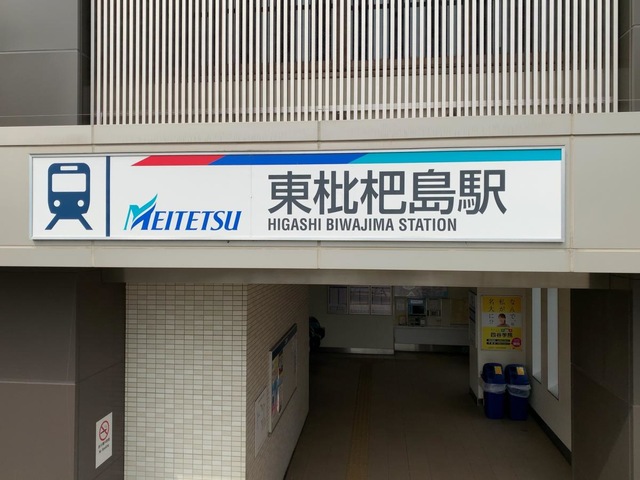 MEITETSU
東枇杷島駅
HIGASHI BIWAJIMA STATION